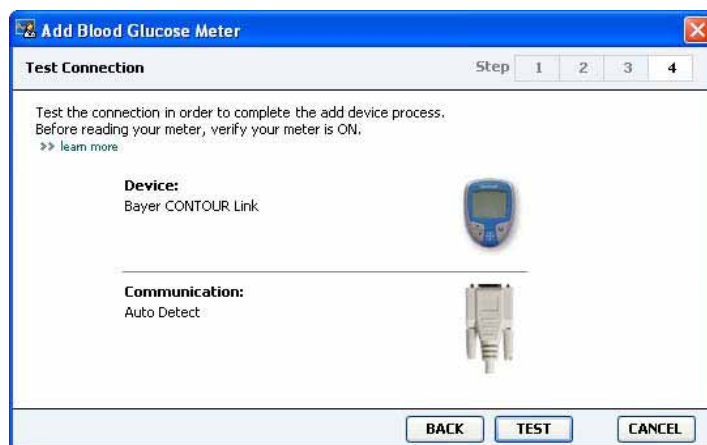 Add Blood Glucose Meter
Test Connection Step 1 2 3 4
Test the connection in order to complete the add device process.
Before reading your meter, verify your meter is ON.
>> learn more
Device:
Bayer CONTOUR Link
Communication:
Auto Detect
BACK TEST CANCEL